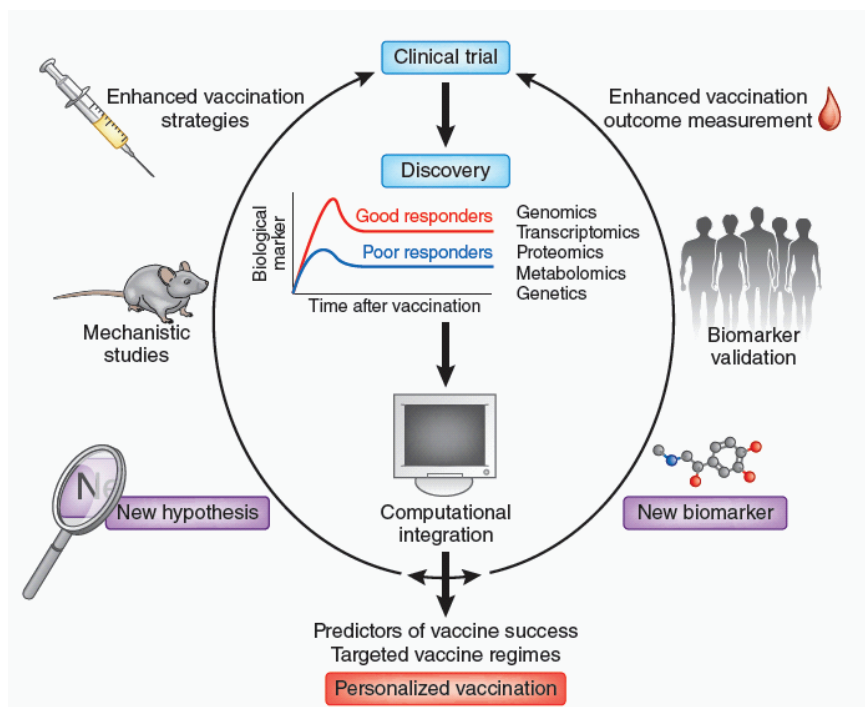 Clinical trial
Enhanced vaccination
strategies
Enhanced vaccination
outcome measurement
Discovery
Biological
marker
Good responders
Poor responders
Time after vaccination
Genomics
Transcriptomics
Proteomics
Metabolomics
Genetics
Mechanistic
studies
Biomarker
validation
Ne
New hypothesis
Computational
integration
New biomarker
Predictors of vaccine success
Targeted vaccine regimes
Personalized vaccination